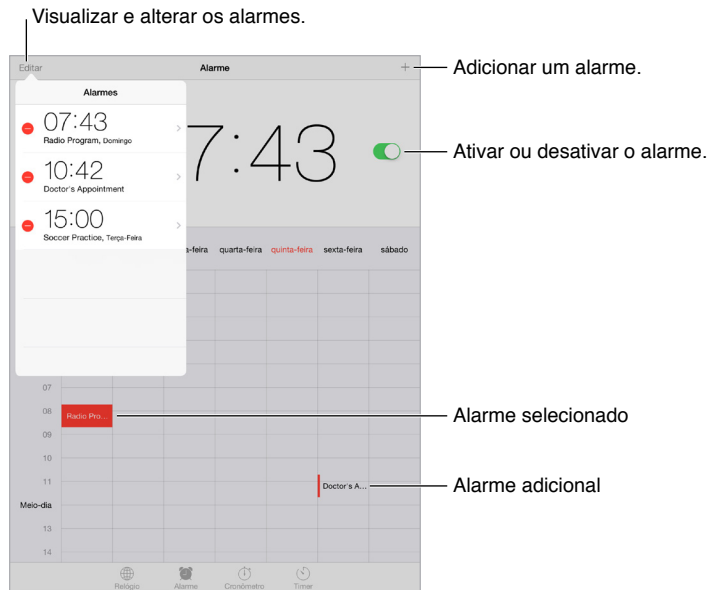 Visualizar e alterar os alarmes.
Editar
Alarme
+
Adicionar um alarme.
Alarmes
07:43
Radio Program, Domingo
7:43
Ativar ou desativar o alarme.
10:42
Doctor's Appointment
15:00
Soccer Practice, Terça-Feira
a-feira quarta-feira quinta-feira sexta-feira sábado
07
08 Radio Pro...
Alarme selecionado
09
10
11 Doctor's A...
Alarme adicional
Meio-dia
13
14
Relógio Alarme Cronômetro Timer